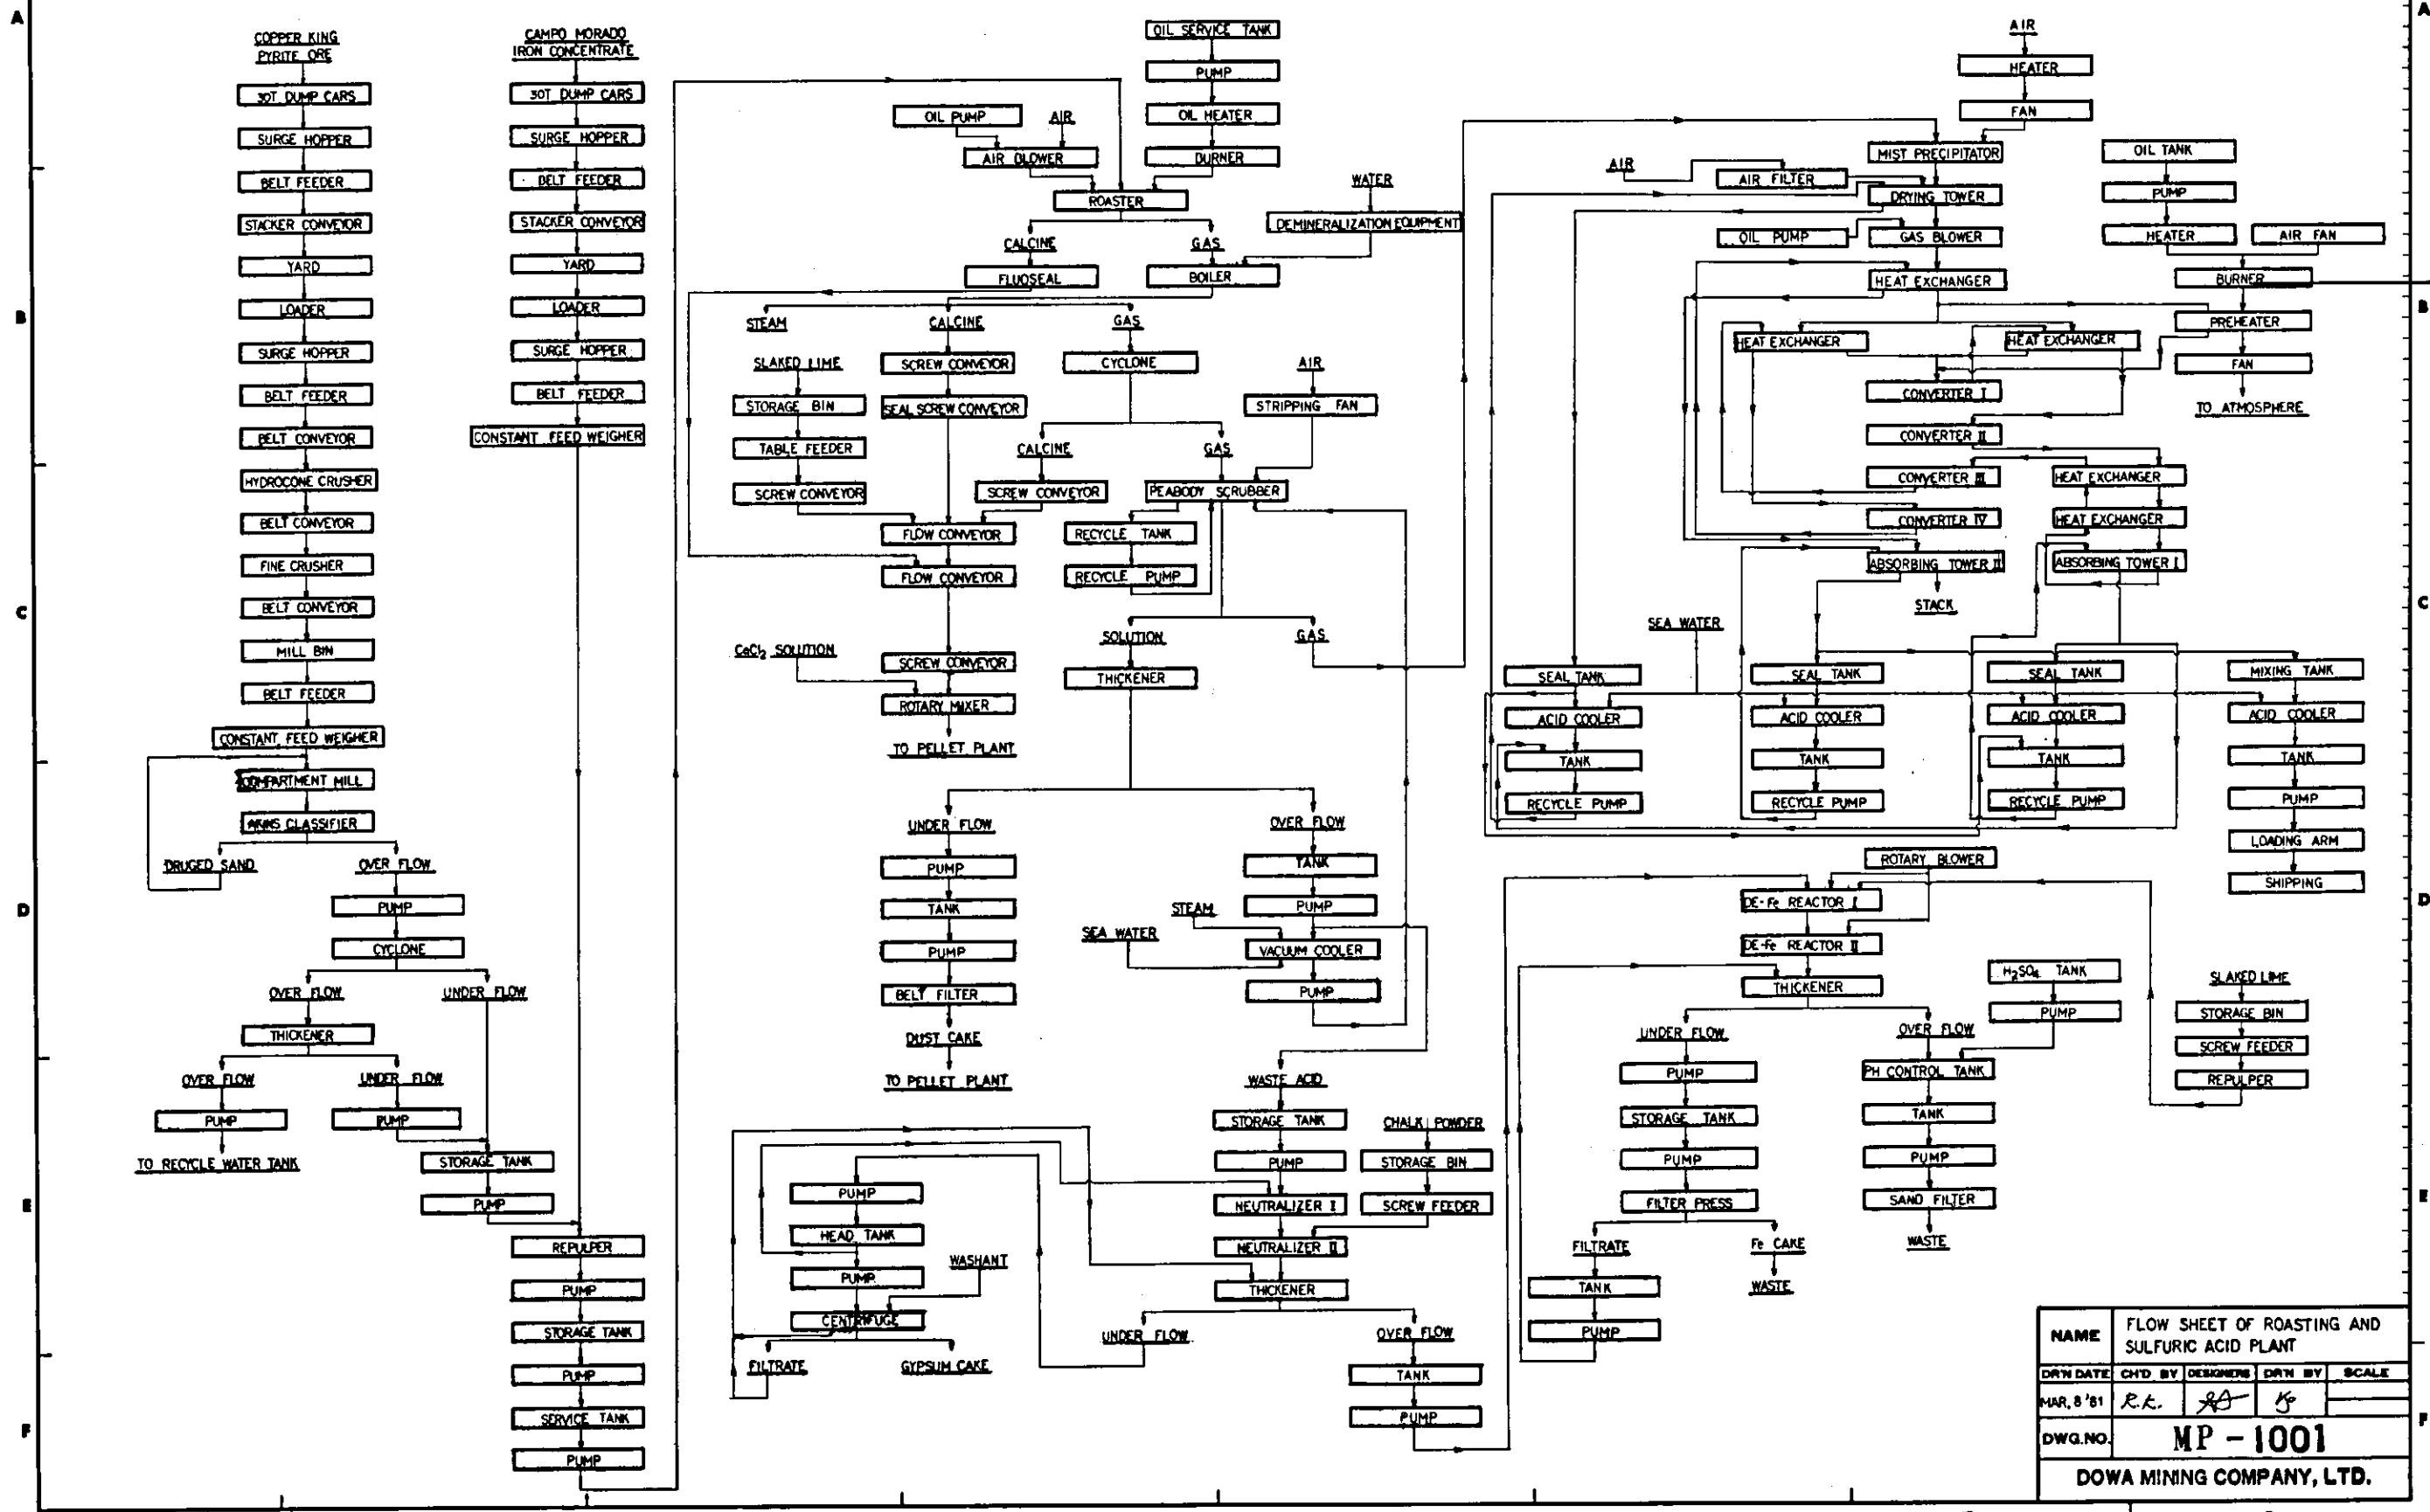 A
A
COPPER KING
PYRITE ORE
30T DUMP CARS
SURGE HOPPER
BELT FEEDER
STACKER CONVEYOR
YARD
LOADER
SURGE HOPPER
BELT FEEDER
BELT CONVEYOR
HYDROCONE CRUSHER
BELT CONVEYOR
FINE CRUSHER
BELT CONVEYOR
MILL BIN
BELT FEEDER
CONSTANT FEED WEIGHER
COMPARTMENT MILL
CLASSIFIER
DRUGED SAND
OVER FLOW
PUMP
CYCLONE
OVER FLOW
UNDER FLOW
THICKENER
OVER FLOW
UNDER FLOW
PUMP
PUMP
TO RECYCLE WATER TANK
STORAGE TANK
PUMP
CAMPO MORADO
IRON CONCENTRATE
30T DUMP CARS
SURGE HOPPER
BELT FEEDER
STACKER CONVEYOR
YARD
LOADER
SURGE HOPPER
BELT FEEDER
CONSTANT FEED WEIGHER
REPULPER
PUMP
STORAGE TANK
PUMP
SERVICE TANK
PUMP
OIL SERVICE TANK
PUMP
OIL HEATER
BURNER
OIL PUMP
AIR
AIR BLOWER
ROASTER
WATER
DEMINERALIZATION EQUIPMENT
CALCINE
GAS
FLUOSEAL
BOILER
STEAM
CALCINE
GAS
SLAKED LIME
SCREW CONVEYOR
CYCLONE
AIR
STORAGE BIN
SEAL SCREW CONVEYOR
STRIPPING FAN
TABLE FEEDER
CALCINE
GAS
SCREW CONVEYOR
SCREW CONVEYOR
PEABODY SCRUBBER
FLOW CONVEYOR
RECYCLE TANK
FLOW CONVEYOR
RECYCLE PUMP
CaCl2 SOLUTION
SCREW CONVEYOR
SOLUTION
GAS
THICKENER
ROTARY MIXER
TO PELLET PLANT
UNDER FLOW
OVER FLOW
PUMP
TANK
TANK
PUMP
STEAM
SEA WATER
PUMP
VACUUM COOLER
BELT FILTER
PUMP
DUST CAKE
TO PELLET PLANT
WASTE ACID
STORAGE TANK
CHALK POWDER
PUMP
STORAGE BIN
PUMP
NEUTRALIZER I
SCREW FEEDER
HEAD TANK
NEUTRALIZER II
WASHANT
PUMP
THICKENER
CENTRIFUGE
UNDER FLOW
OVER FLOW
FILTRATE
GYPSUM CAKE
TANK
PUMP
AIR
HEATER
FAN
MIST PRECIPITATOR
AIR
AIR FILTER
DRYING TOWER
OIL TANK
PUMP
OIL PUMP
GAS BLOWER
HEATER
AIR FAN
HEAT EXCHANGER
BURNER
HEAT EXCHANGER
HEAT EXCHANGER
PREHEATER
FAN
TO ATMOSPHERE
CONVERTER I
CONVERTER II
CONVERTER III
HEAT EXCHANGER
CONVERTER IV
HEAT EXCHANGER
ABSORBING TOWER II
ABSORBING TOWER I
STACK
SEA WATER
SEAL TANK
SEAL TANK
SEAL TANK
MIXING TANK
ACID COOLER
ACID COOLER
ACID COOLER
ACID COOLER
TANK
TANK
TANK
TANK
RECYCLE PUMP
RECYCLE PUMP
RECYCLE PUMP
PUMP
LOADING ARM
SHIPPING
ROTARY BLOWER
DE-Fe REACTOR I
DE-Fe REACTOR II
THICKENER
H2SO4 TANK
PUMP
SLAKED LIME
STORAGE BIN
SCREW FEEDER
REPULPER
UNDER FLOW
OVER FLOW
PUMP
PH CONTROL TANK
STORAGE TANK
TANK
PUMP
PUMP
FILTER PRESS
SAND FILTER
FILTRATE
Fe CAKE
WASTE
TANK
WASTE
PUMP
B
B
C
C
D
D
E
E
F
F
NAME
FLOW SHEET OF ROASTING AND
SULFURIC ACID PLANT
DR'N DATE
CH'D BY
DESIGNERS
DR'N BY
SCALE
MAR, 8 '81
R.K.
DWG.NO.
MP-1001
DOWA MINING COMPANY, LTD.